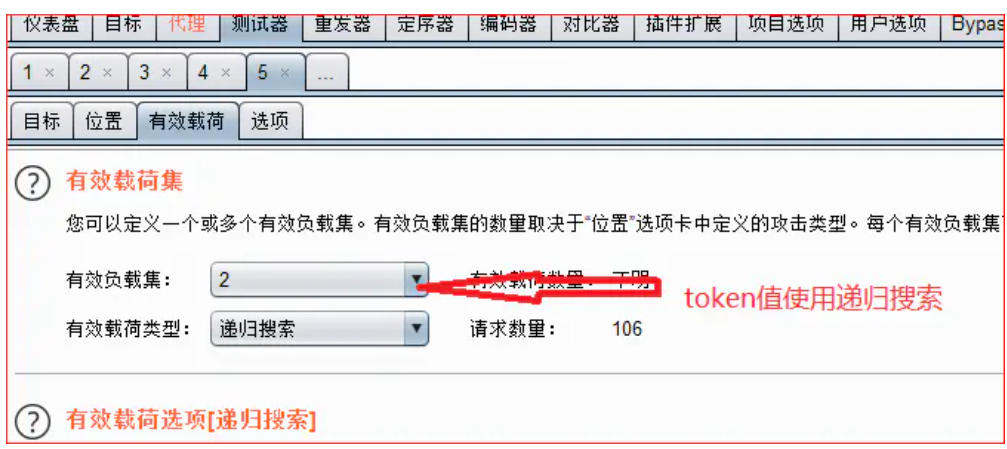 仪表盘 目标 代理 测试器 重发器 定序器 编码器 对比器 插件扩展 项目选项 用户选项 Bypas
1 × 2 × 3 × 4 × 5 × ...
目标 位置 有效载荷 选项
? 有效载荷集
您可以定义一个或多个有效负载集。有效负载集的数量取决于“位置”选项卡中定义的攻击类型。每个有效负载集
有效负载集： 2 有效载荷数量： 不明
token值使用递归搜索
有效载荷类型： 递归搜索 请求数量： 106
? 有效载荷选项[递归搜索]